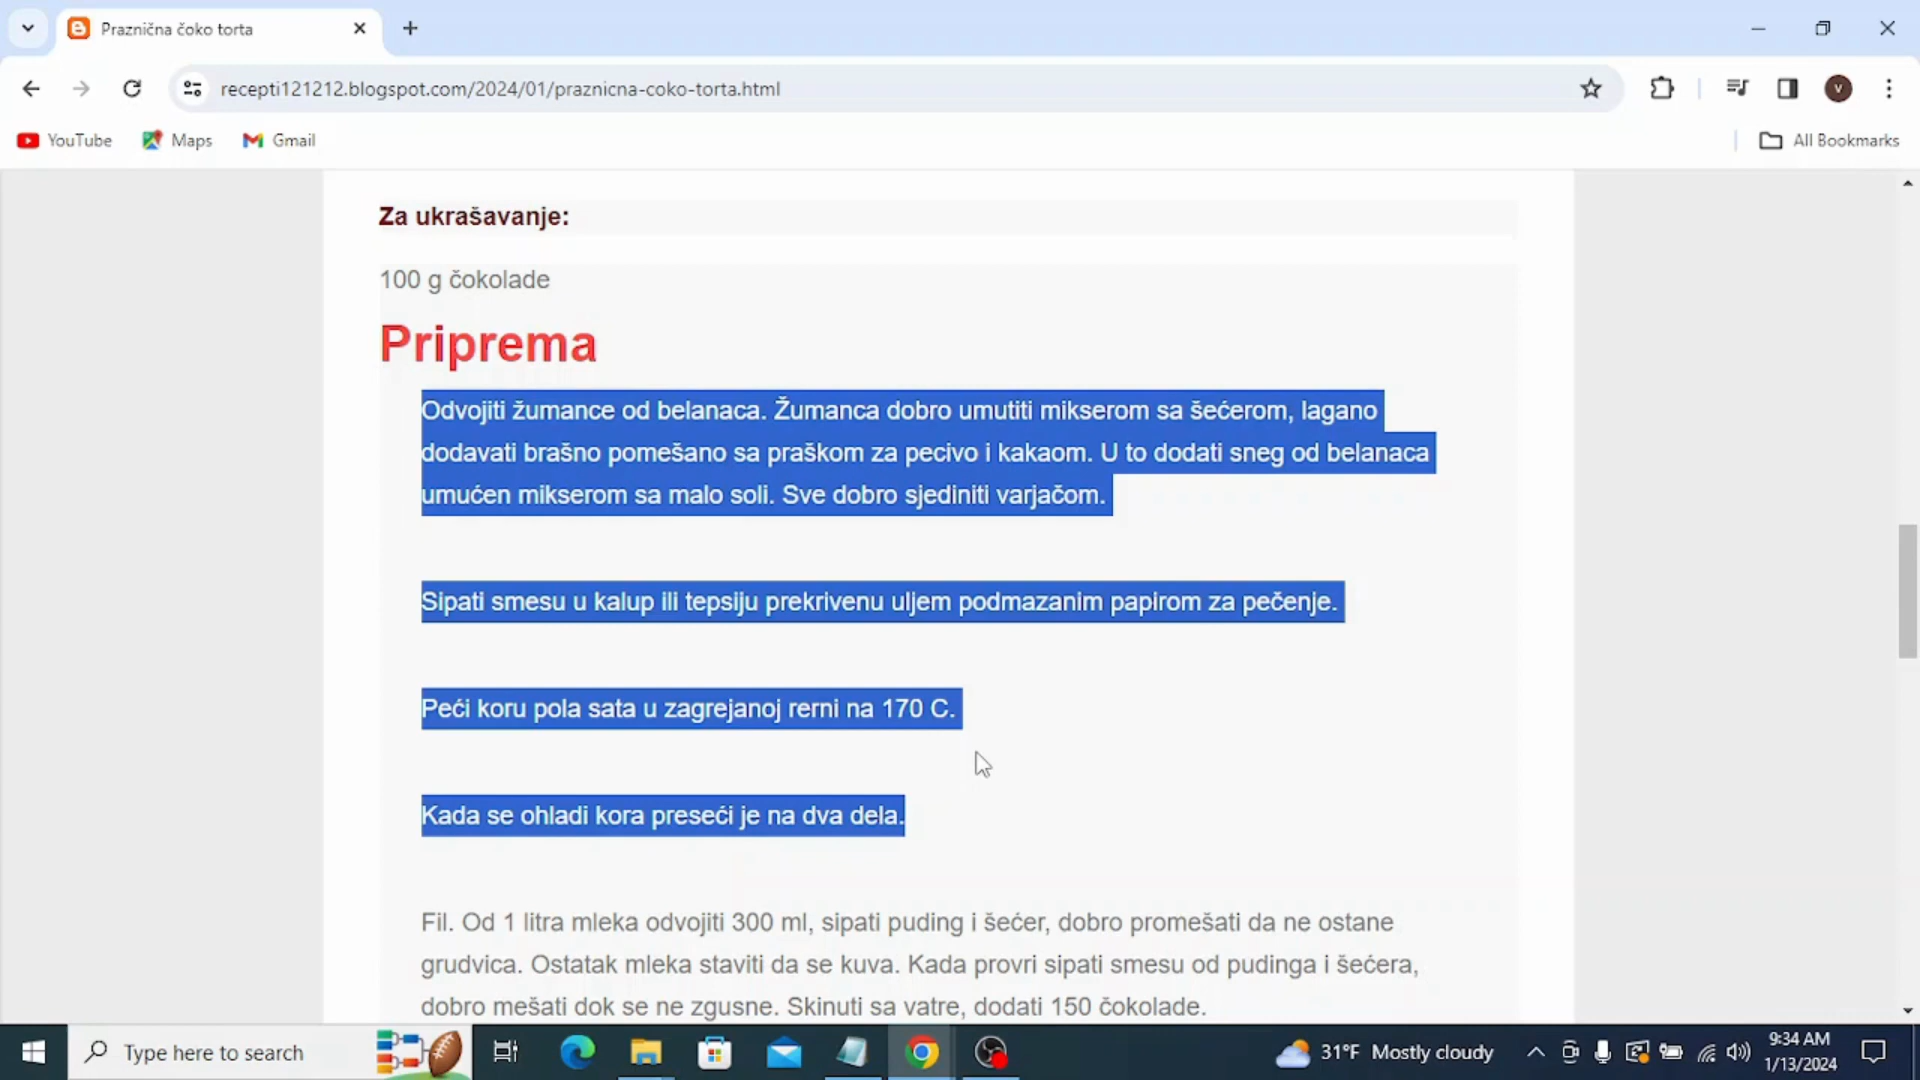 Praznična čoko torta
recepti121212.blogspot.com/2024/01/praznicna-coko-torta.html
V
YouTube
Maps
Gmail
All Bookmarks
Za ukrašavanje:
100 g čokolade
Priprema
Odvojiti žumance od belanaca. Žumanca dobro umutiti mikserom sa šećerom, lagano
dodavati brašno pomešano sa praškom za pecivo i kakaom. U to dodati sneg od belanaca
umućen mikserom sa malo soli. Sve dobro sjediniti varjačom.
Sipati smesu u kalup ili tepsiju prekrivenu uljem podmazanim papirom za pečenje.
Peći koru pola sata u zagrejanoj rerni na 170 C.
Kada se ohladi kora preseći je na dva dela.
Fil. Od 1 litra mleka odvojiti 300 ml, sipati puding i šećer, dobro promešati da ne ostane
grudvica. Ostatak mleka staviti da se kuva. Kada provri sipati smesu od pudinga i šećera,
dobro mešati dok se ne zgusne. Skinuti sa vatre, dodati 150 čokolade.
Type here to search
31°F Mostly cloudy
9:34 AM
1/13/2024